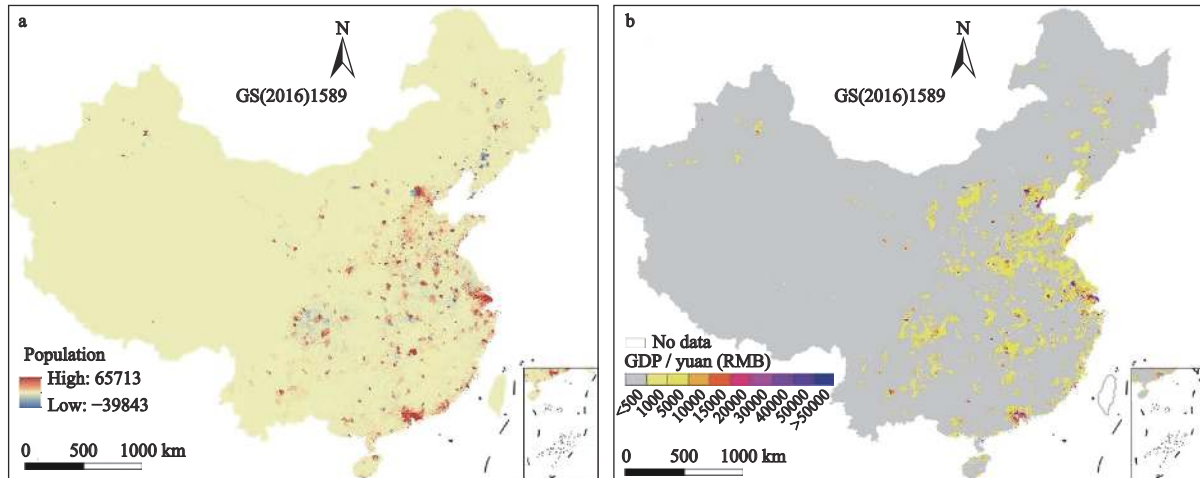 a
N
GS(2016)1589
Population
High: 65713
Low: −39843
0 500 1000 km
b
N
GS(2016)1589
No data
GDP / yuan (RMB)
<500 1000 5000 10000 15000 20000 30000 40000 50000 >50000
0 500 1000 km